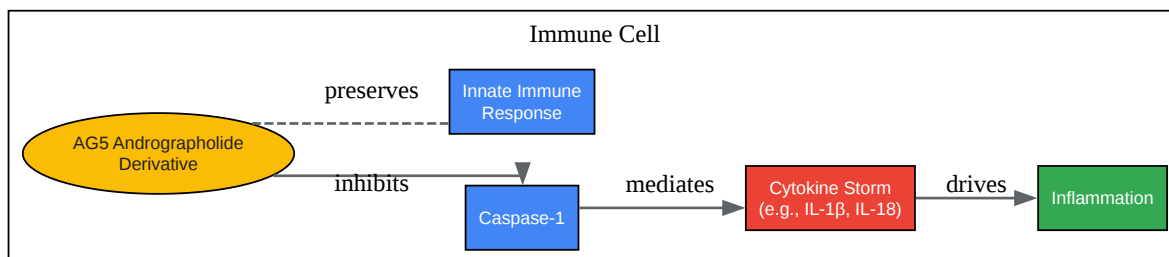 Immune Cell
preserves
Innate Immune
Response
AG5 Andrographolide
Derivative
inhibits
Caspase-1
mediates
Cytokine Storm
(e.g., IL-1β, IL-18)
drives
Inflammation